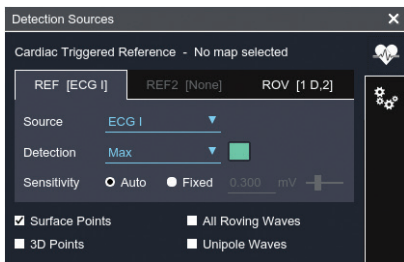 Detection Sources
Cardiac Triggered Reference - No map selected
REF [ECG I] REF2 [None] ROV [1 D,2]
Source ECG I
Detection Max
Sensitivity Auto Fixed 0.300 mV
Surface Points All Roving Waves
3D Points Unipole Waves